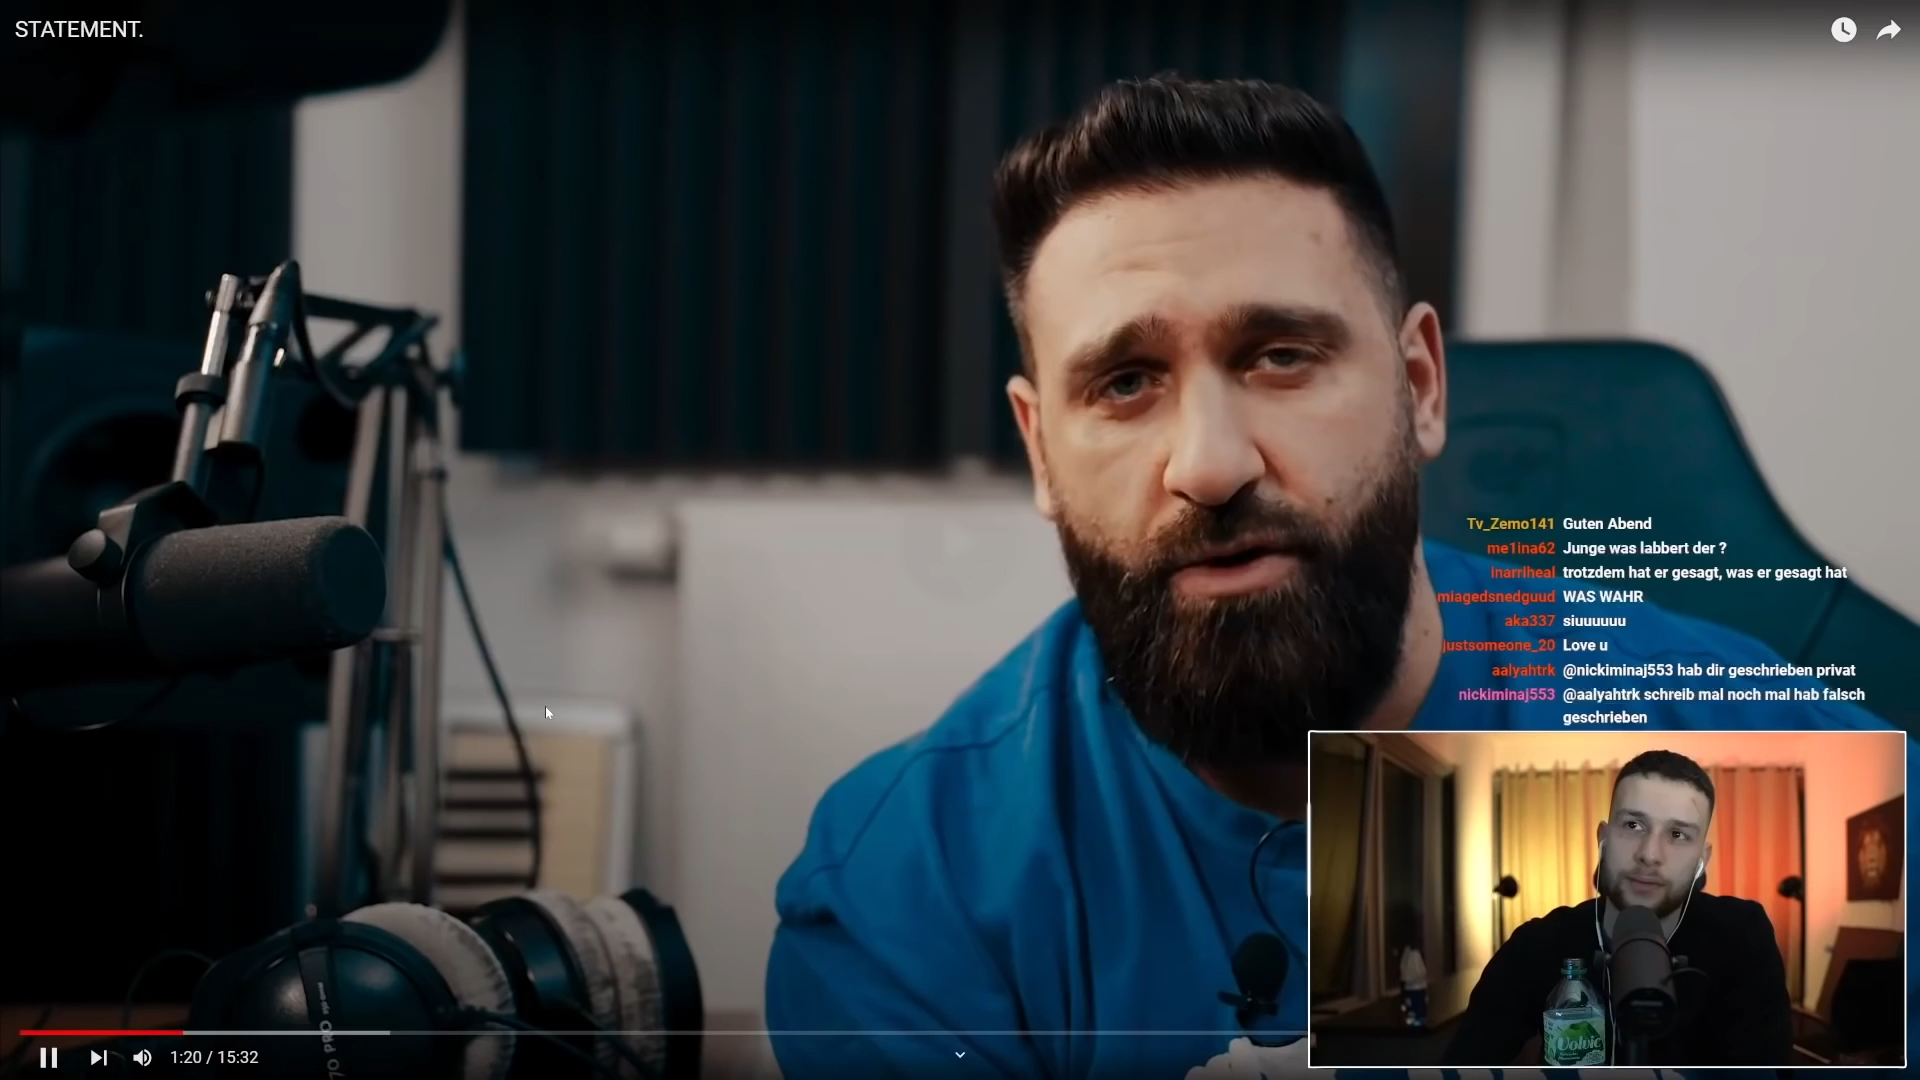 STATEMENT.
Tv_Zemo141 Guten Abend
me1ina62 Junge was labbert der ?
inarriheal trotzdem hat er gesagt, was er gesagt hat
miagedsnedguud WAS WAHR
aka337 siuuuuuu
justsomeone_20 Love u
aalyahtrk @nickiminaj553 hab dir geschrieben privat
nickiminaj553 @aalyahtrk schreib mal noch mal hab falsch
geschrieben
Volvic
1:20 / 15:32